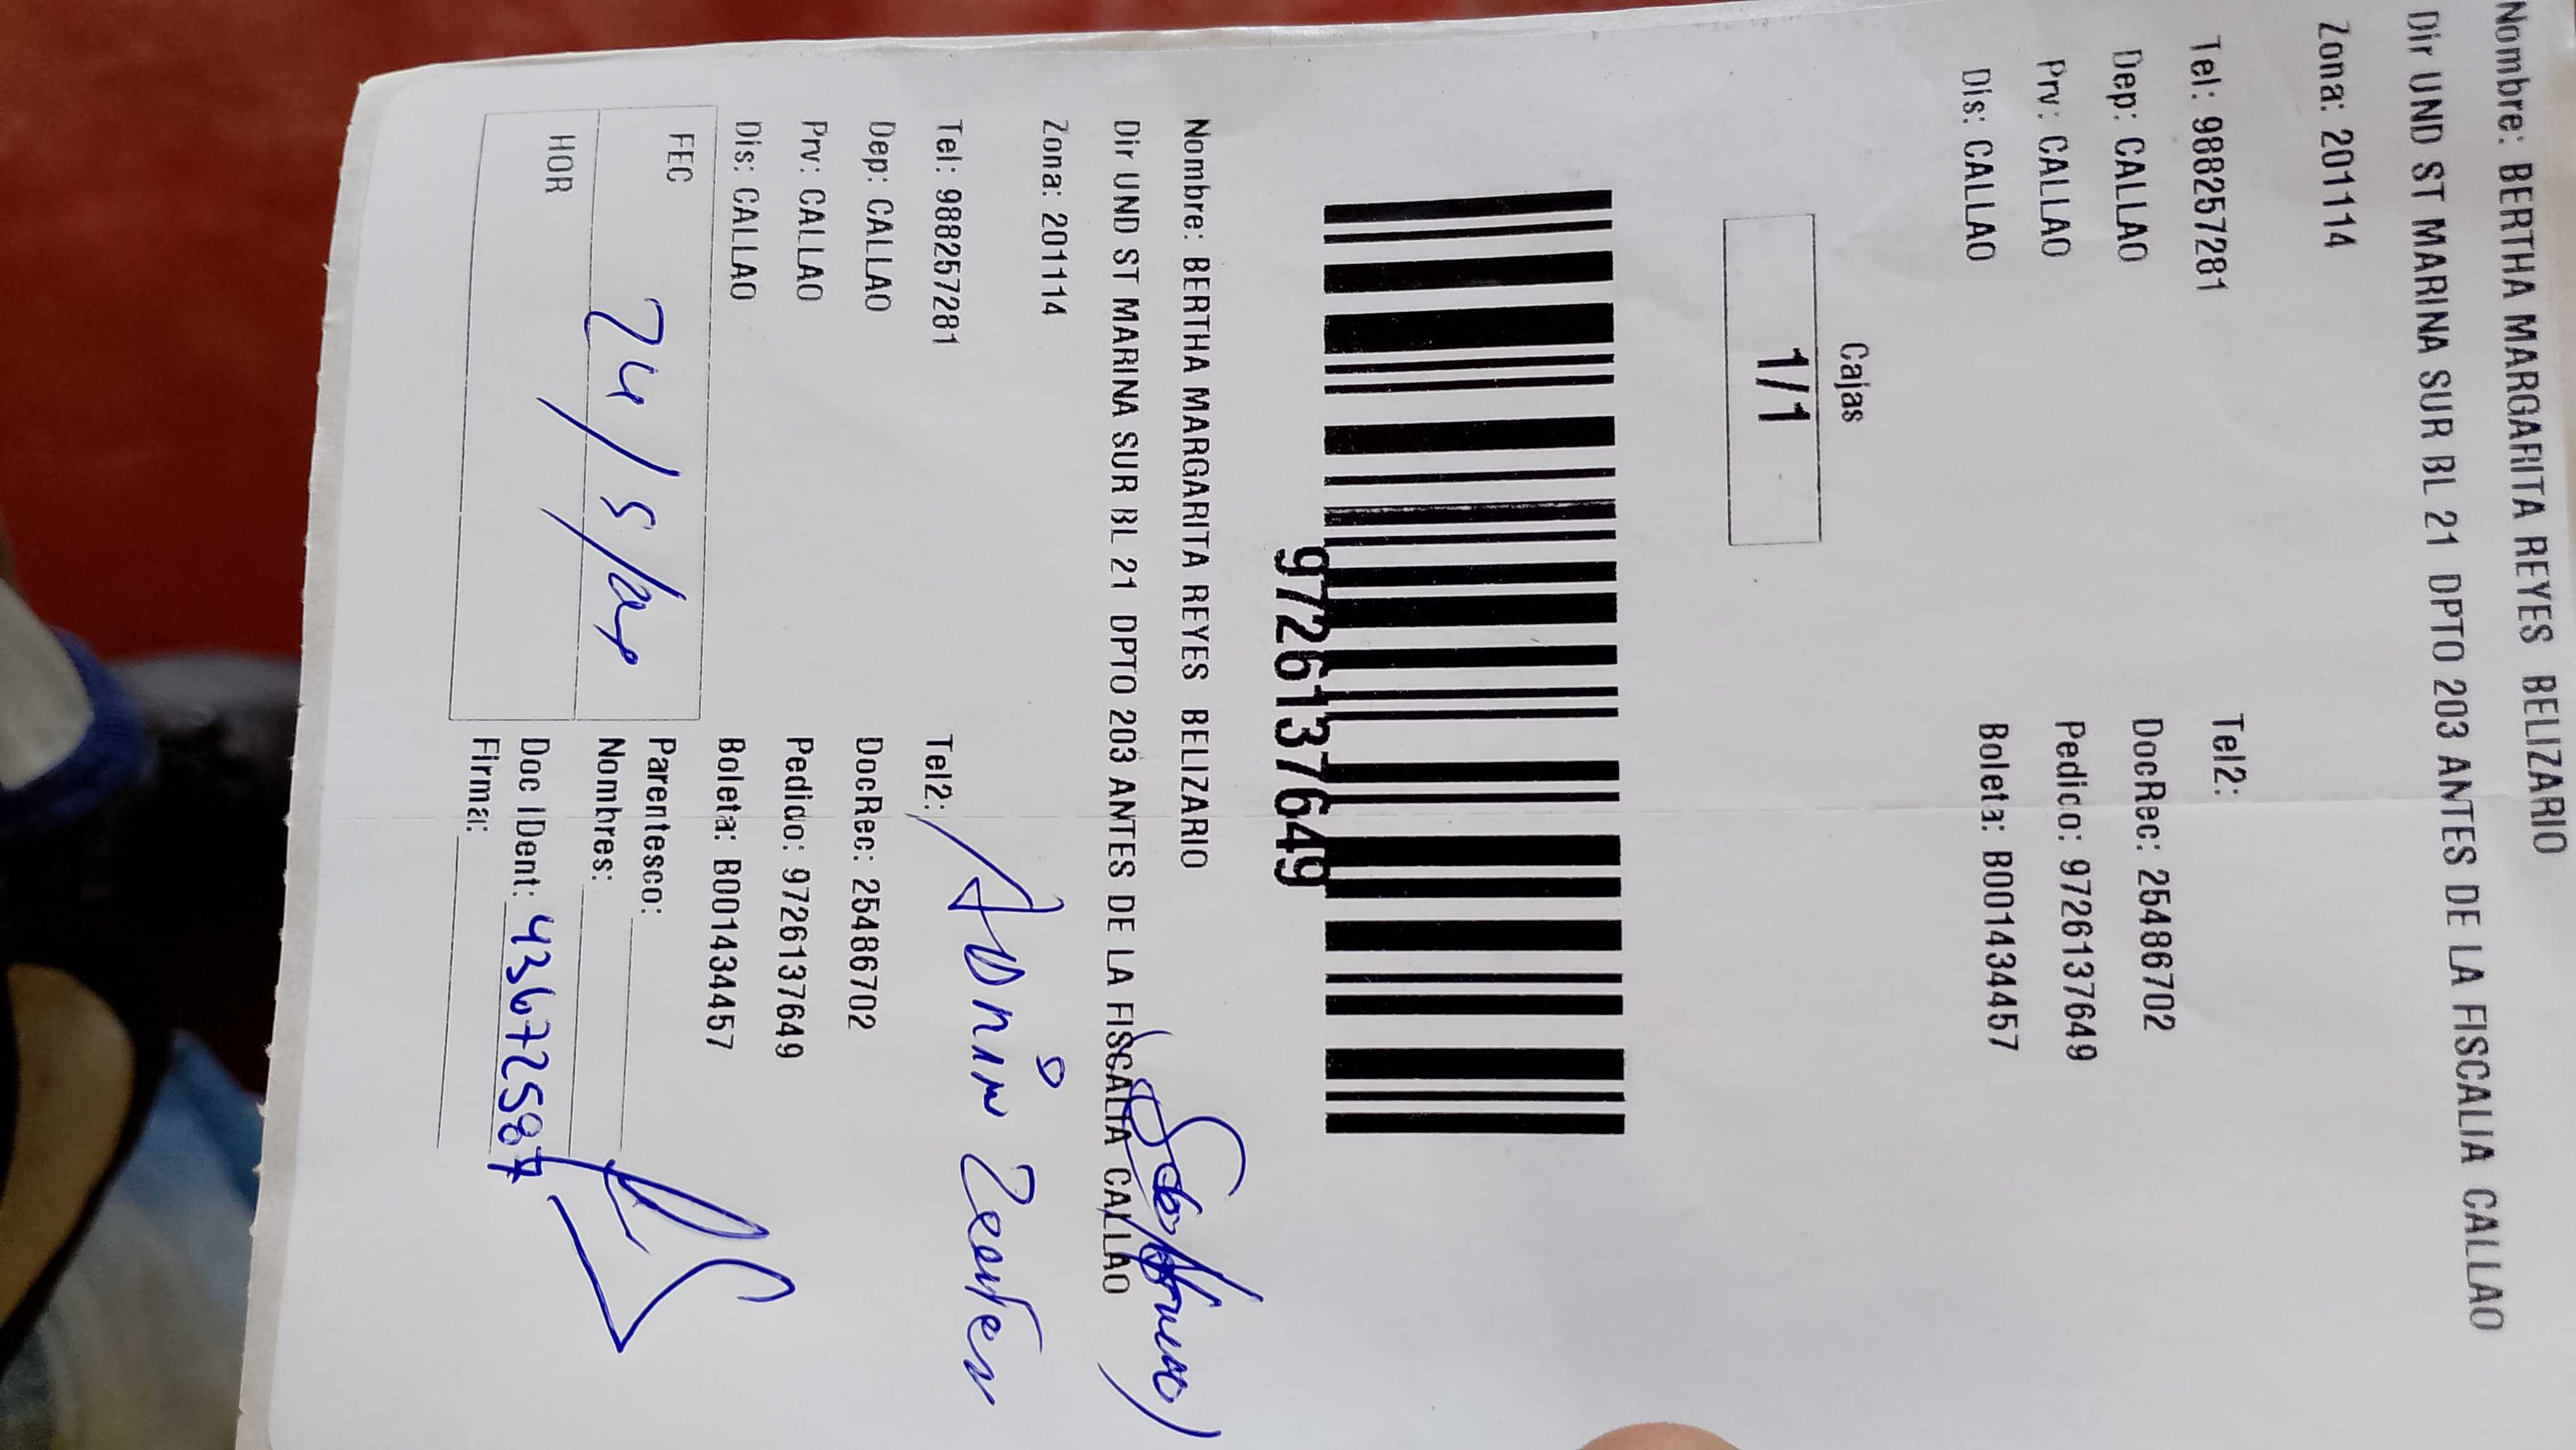 Nombre: BERTHA MARGARITA REYES BELIZARIO
Dir UND ST MARINA SUR BL 21 DPTO 203 ANTES DE LA FISCALIA CALLAO
Zona: 201114
Tel: 988257281 Tel2:
Dep: CALLAO DocRec: 25486702
Prv: CALLAO Pedido: 9726137649
Dis: CALLAO Boleta: B001434457
Cajas
1/1
972613137649
Nombre: BERTHA MARGARITA REYES BELIZARIO
Dir UND ST MARINA SUR BL 21 DPTO 203 ANTES DE LA FISCALIA CALLAO
Zona: 201114
Tel: 988257281 Tel2:
Dep: CALLAO DocRec: 25486702
Prv: CALLAO Pedido: 972613137649
Dis: CALLAO Boleta: B001434457
FEC 24/5/ Parentesco:
Nombres:
HOR Doc IDent: 43672587
Firma: